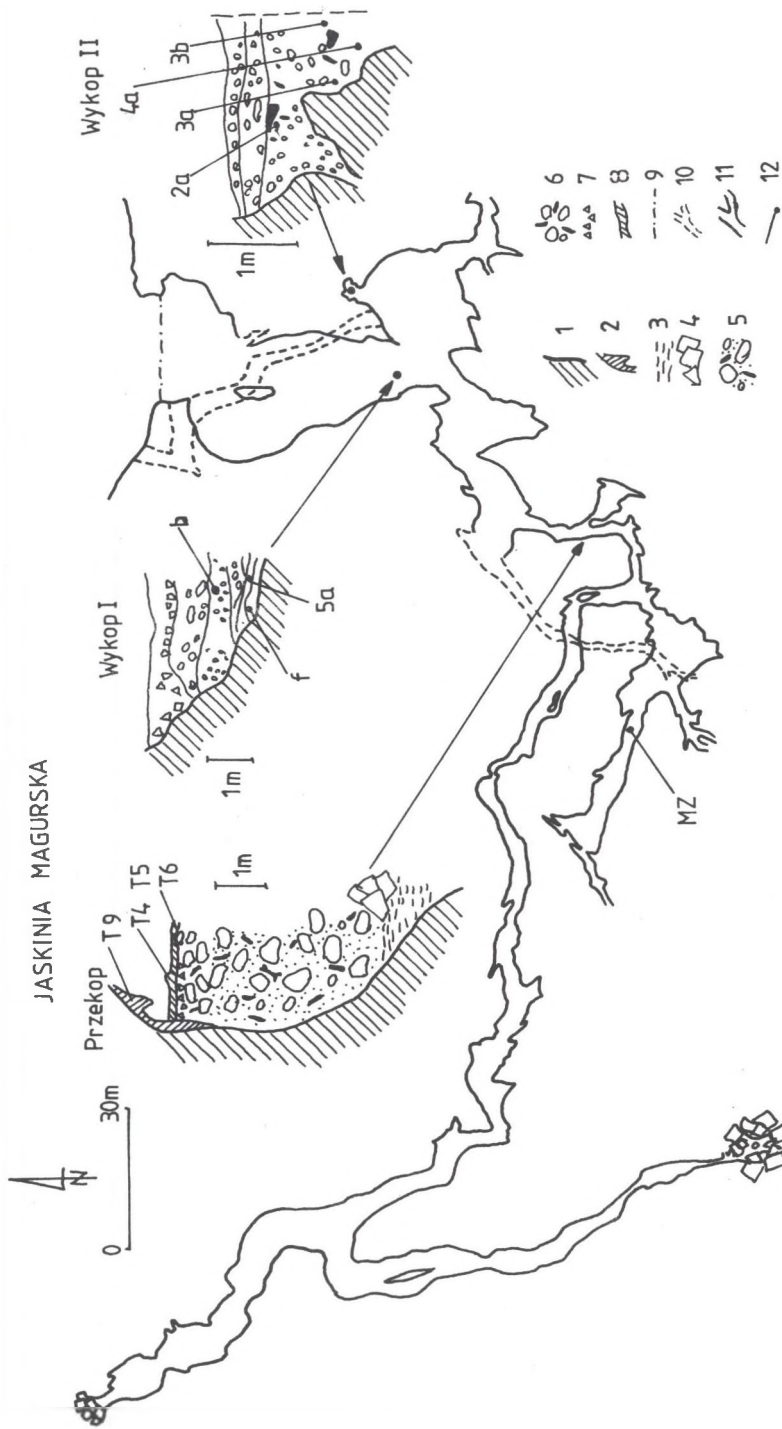 JASKINIA MAGURSKA
N
0 30m
Przekop
T9
T4 T5
T6
1m
Wykop I
b
5a
f
1m
Wykop II
2a
3a
4a
3b
1m
MZ
1
2
3
4
5
6
7
8
9
10
11
12